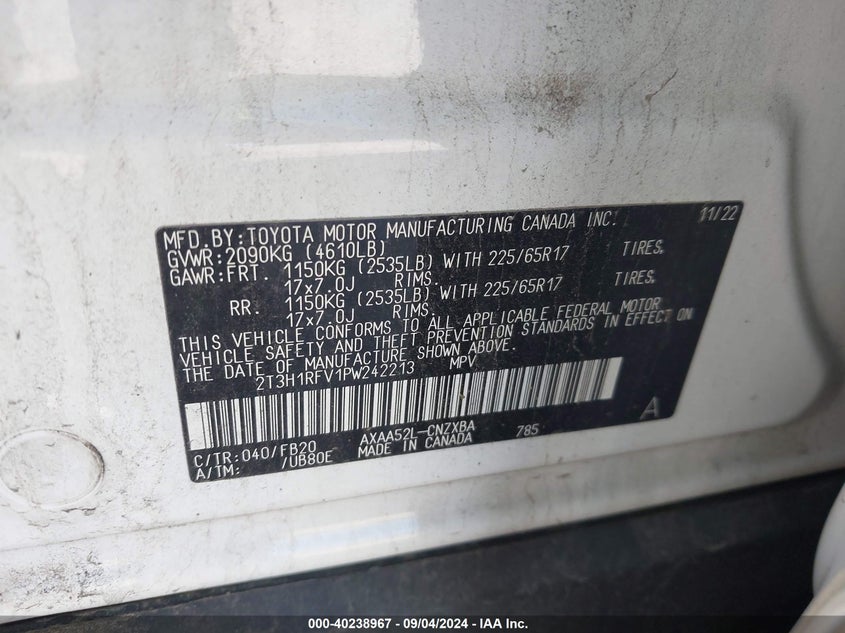 MFD.BY:TOYOTA MOTOR MANUFACTURING CANADA INC. 11/22
GVWR:2090KG (4610LB)
GAWR:FRT. 1150KG (2535LB) WITH 225/65R17 TIRES,
17x7.0J RIMS.
RR. 1150KG (2535LB) WITH 225/65R17 TIRES,
17x7.0J RIMS.
THIS VEHICLE CONFORMS TO ALL APPLICABLE FEDERAL MOTOR
VEHICLE SAFETY AND THEFT PREVENTION STANDARDS IN EFFECT ON
THE DATE OF MANUFACTURE SHOWN ABOVE.
2T3H1RFV1PW242213 MPV
A
C/TR:040/FB20 AXAA52L-CNZXBA 785
A/TM: /UB80E MADE IN CANADA
000-40238967 - 09/04/2024 - IAA Inc.